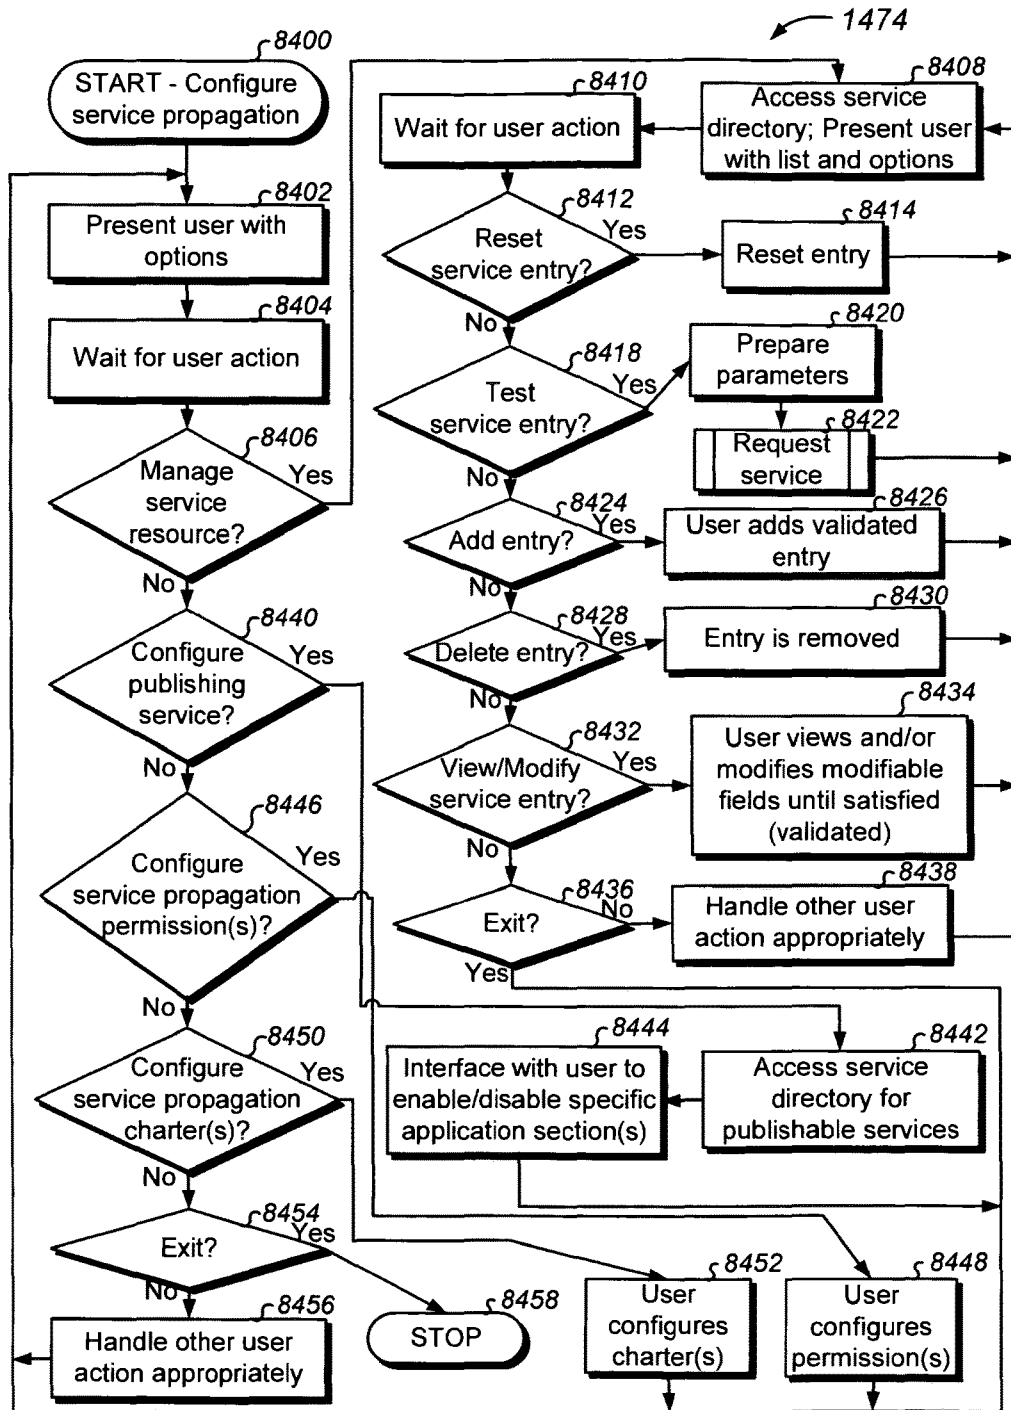 1474
8400
START - Configure
service propagation
8402
Present user with
options
8404
Wait for user action
8406
Manage
service
resource?
Yes
No
8440
Configure
publishing
service?
Yes
No
8446
Configure
service propagation
permission(s)?
Yes
No
8450
Configure
service propagation
charter(s)?
Yes
No
8454
Exit?
Yes
No
8456
Handle other user
action appropriately
8458
STOP
8408
Access service
directory; Present user
with list and options
8410
Wait for user action
8412
Reset
service entry?
Yes
No
8414
Reset entry
8418
Test
service entry?
Yes
No
8420
Prepare
parameters
8422
Request
service
8424
Add entry?
Yes
No
8426
User adds validated
entry
8428
Delete entry?
Yes
No
8430
Entry is removed
8432
View/Modify
service entry?
Yes
No
8434
User views and/or
modifies modifiable
fields until satisfied
(validated)
8436
Exit?
No
Yes
8438
Handle other user
action appropriately
8444
Interface with user to
enable/disable specific
application section(s)
8442
Access service
directory for
publishable services
8452
User
configures
charter(s)
8448
User
configures
permission(s)